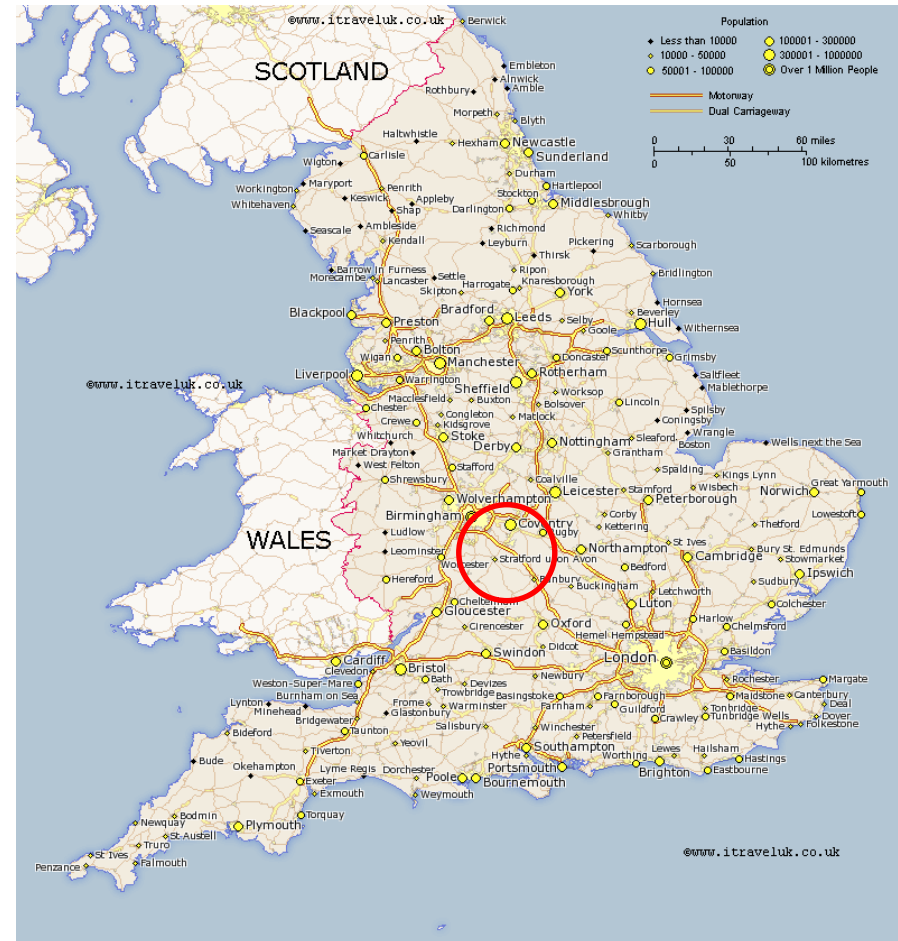 ©www.itraveluk.co.uk
Berwick
Population
Less than 10000
100001 - 300000
10000 - 50000
300001 - 1000000
50001 - 100000
Over 1 Million People
Motorway
Dual Carriageway
0 30 60 miles
0 50 100 kilometres
SCOTLAND
Embleton
Alnwick
Amble
Rothbury
Morpeth
Blyth
Haltwhistle
Hexham
Newcastle
Carlisle
Sunderland
Wigton
Durham
Maryport
Penrith
Hartlepool
Workington
Keswick
Appleby
Stockton
Whitehaven
Shap
Darlington
Middlesbrough
Whitby
Seascale
Ambleside
Richmond
Kendall
Leyburn
Pickering
Scarborough
Thirsk
Barrow In Furness
Ripon
Bridlington
Morecambe
Lancaster
Settle
Knaresborough
Harrogate
Skipton
York
Hornsea
Blackpool
Preston
Bradford
Leeds
Selby
Beverley
Hull
Goole
Withernsea
Penrith
Bolton
Wigan
Manchester
Doncaster
Scunthorpe
Grimsby
Liverpool
Warrington
Rotherham
Sheffield
Saltfleet
©www.itraveluk.co.uk
Mablethorpe
Macclesfield
Buxton
Worksop
Chester
Bolsover
Lincoln
Spilsby
Congleton
Matlock
Coningsby
Crewe
Kidsgrove
Whitchurch
Stoke
Nottingham
Sleaford
Wrangle
Boston
Wells next the Sea
Market Drayton
Derby
Grantham
West Felton
Stafford
Spalding
Kings Lynn
Shrewsbury
Coalville
Stamford
Wisbech
Great Yarmouth
Wolverhampton
Leicester
Peterborough
Norwich
Birmingham
Corby
Lowestoft
Coventry
Kettering
Thetford
Ludlow
Rugby
WALES
St Ives
Leominster
Northampton
Cambridge
Bury St. Edmunds
Worcester
Stratford upon Avon
Bedford
Stowmarket
Hereford
Banbury
Ipswich
Buckingham
Sudbury
Letchworth
Cheltenham
Luton
Colchester
Gloucester
Cirencester
Oxford
Harlow
Chelmsford
Hemel Hempstead
Didcot
Basildon
Cardiff
Swindon
London
Clevedon
Bristol
Weston-Super-Mare
Bath
Newbury
Rochester
Margate
Burnham on Sea
Devizes
Trowbridge
Basingstoke
Farnborough
Maidstone
Canterbury
Lynton
Minehead
Frome
Warminster
Farnham
Guildford
Tonbridge
Deal
Glastonbury
Bridgewater
Crawley
Tunbridge Wells
Dover
Bideford
Taunton
Salisbury
Winchester
Hythe
Folkestone
Petersfield
Tiverton
Yeovil
Southampton
Lewes
Hailsham
Hythe
Worthing
Hastings
Bude
Okehampton
Lyme Regis
Dorchester
Portsmouth
Brighton
Eastbourne
Poole
Bournemouth
Exeter
Exmouth
Weymouth
Bodmin
Torquay
Newquay
Plymouth
St Austell
Truro
St Ives
Falmouth
Penzance
©www.itraveluk.co.uk